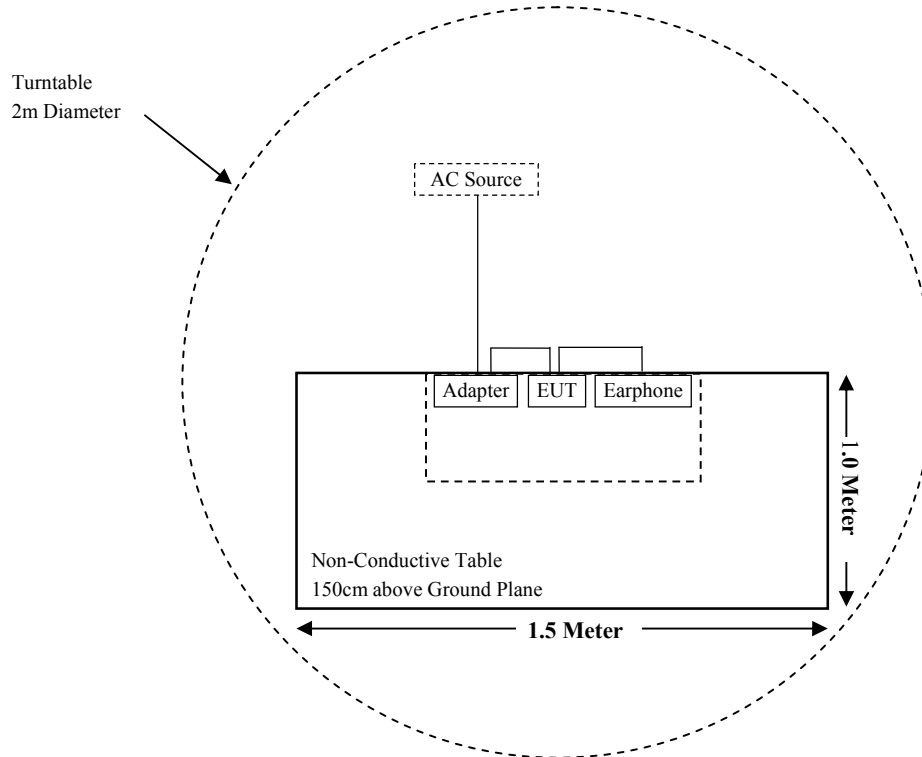 Turntable
2m Diameter
AC Source
Adapter
EUT
Earphone
1.0 Meter
Non-Conductive Table
150cm above Ground Plane
1.5 Meter